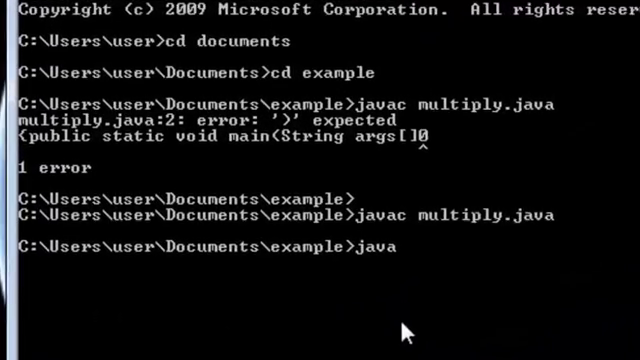 Copyright (c) 2009 Microsoft Corporation.  All rights reser
C:\Users\user>cd documents
C:\Users\user\Documents>cd example
C:\Users\user\Documents\example>javac multiply.java
multiply.java:2: error: ')' expected
{public static void main(String args[]0
^
1 error
C:\Users\user\Documents\example>
C:\Users\user\Documents\example>javac multiply.java
C:\Users\user\Documents\example>java